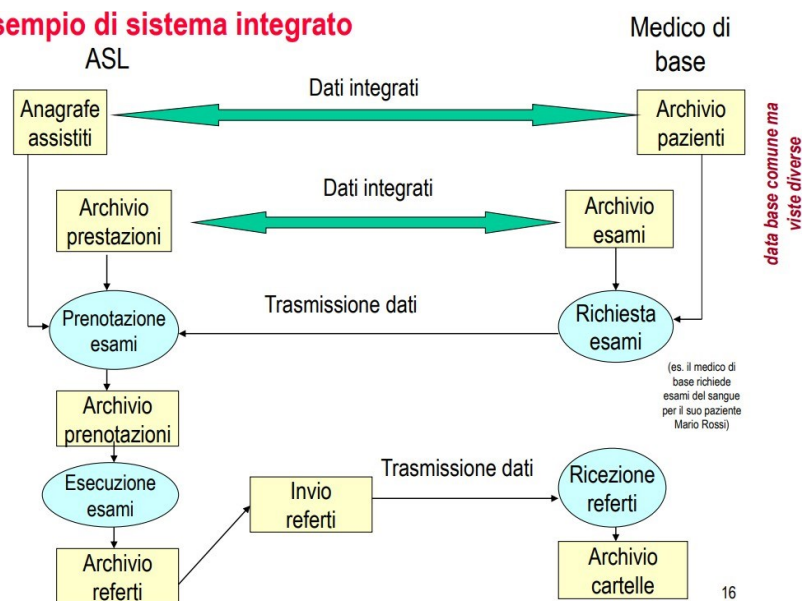 sempio di sistema integrato
ASL
Medico di
base
Anagrafe
assistiti
Dati integrati
Archivio
pazienti
data base comune ma
viste diverse
Archivio
prestazioni
Dati integrati
Archivio
esami
Prenotazione
esami
Trasmissione dati
Richiesta
esami
(es. il medico di
base richiede
esami del sangue
per il suo paziente
Mario Rossi)
Archivio
prenotazioni
Esecuzione
esami
Invio
referti
Trasmissione dati
Ricezione
referti
Archivio
referti
Archivio
cartelle
16